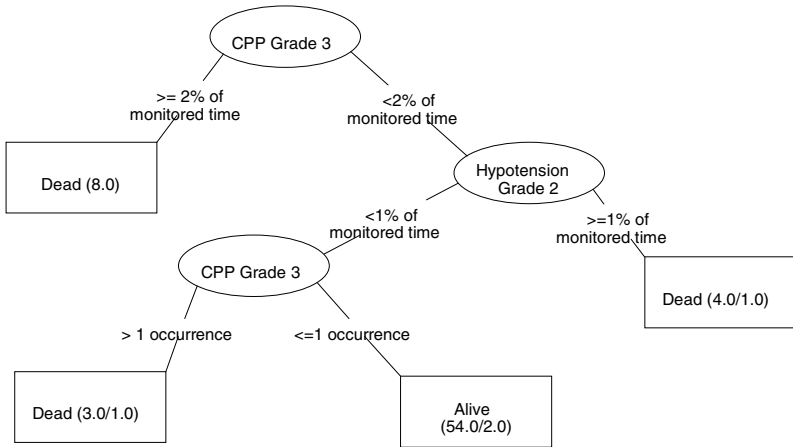 CPP Grade 3
>= 2% of
monitored time
<2% of
monitored time
Dead (8.0)
Hypotension
Grade 2
<1% of
monitored time
>=1% of
monitored time
CPP Grade 3
Dead (4.0/1.0)
> 1 occurrence
<=1 occurrence
Dead (3.0/1.0)
Alive
(54.0/2.0)